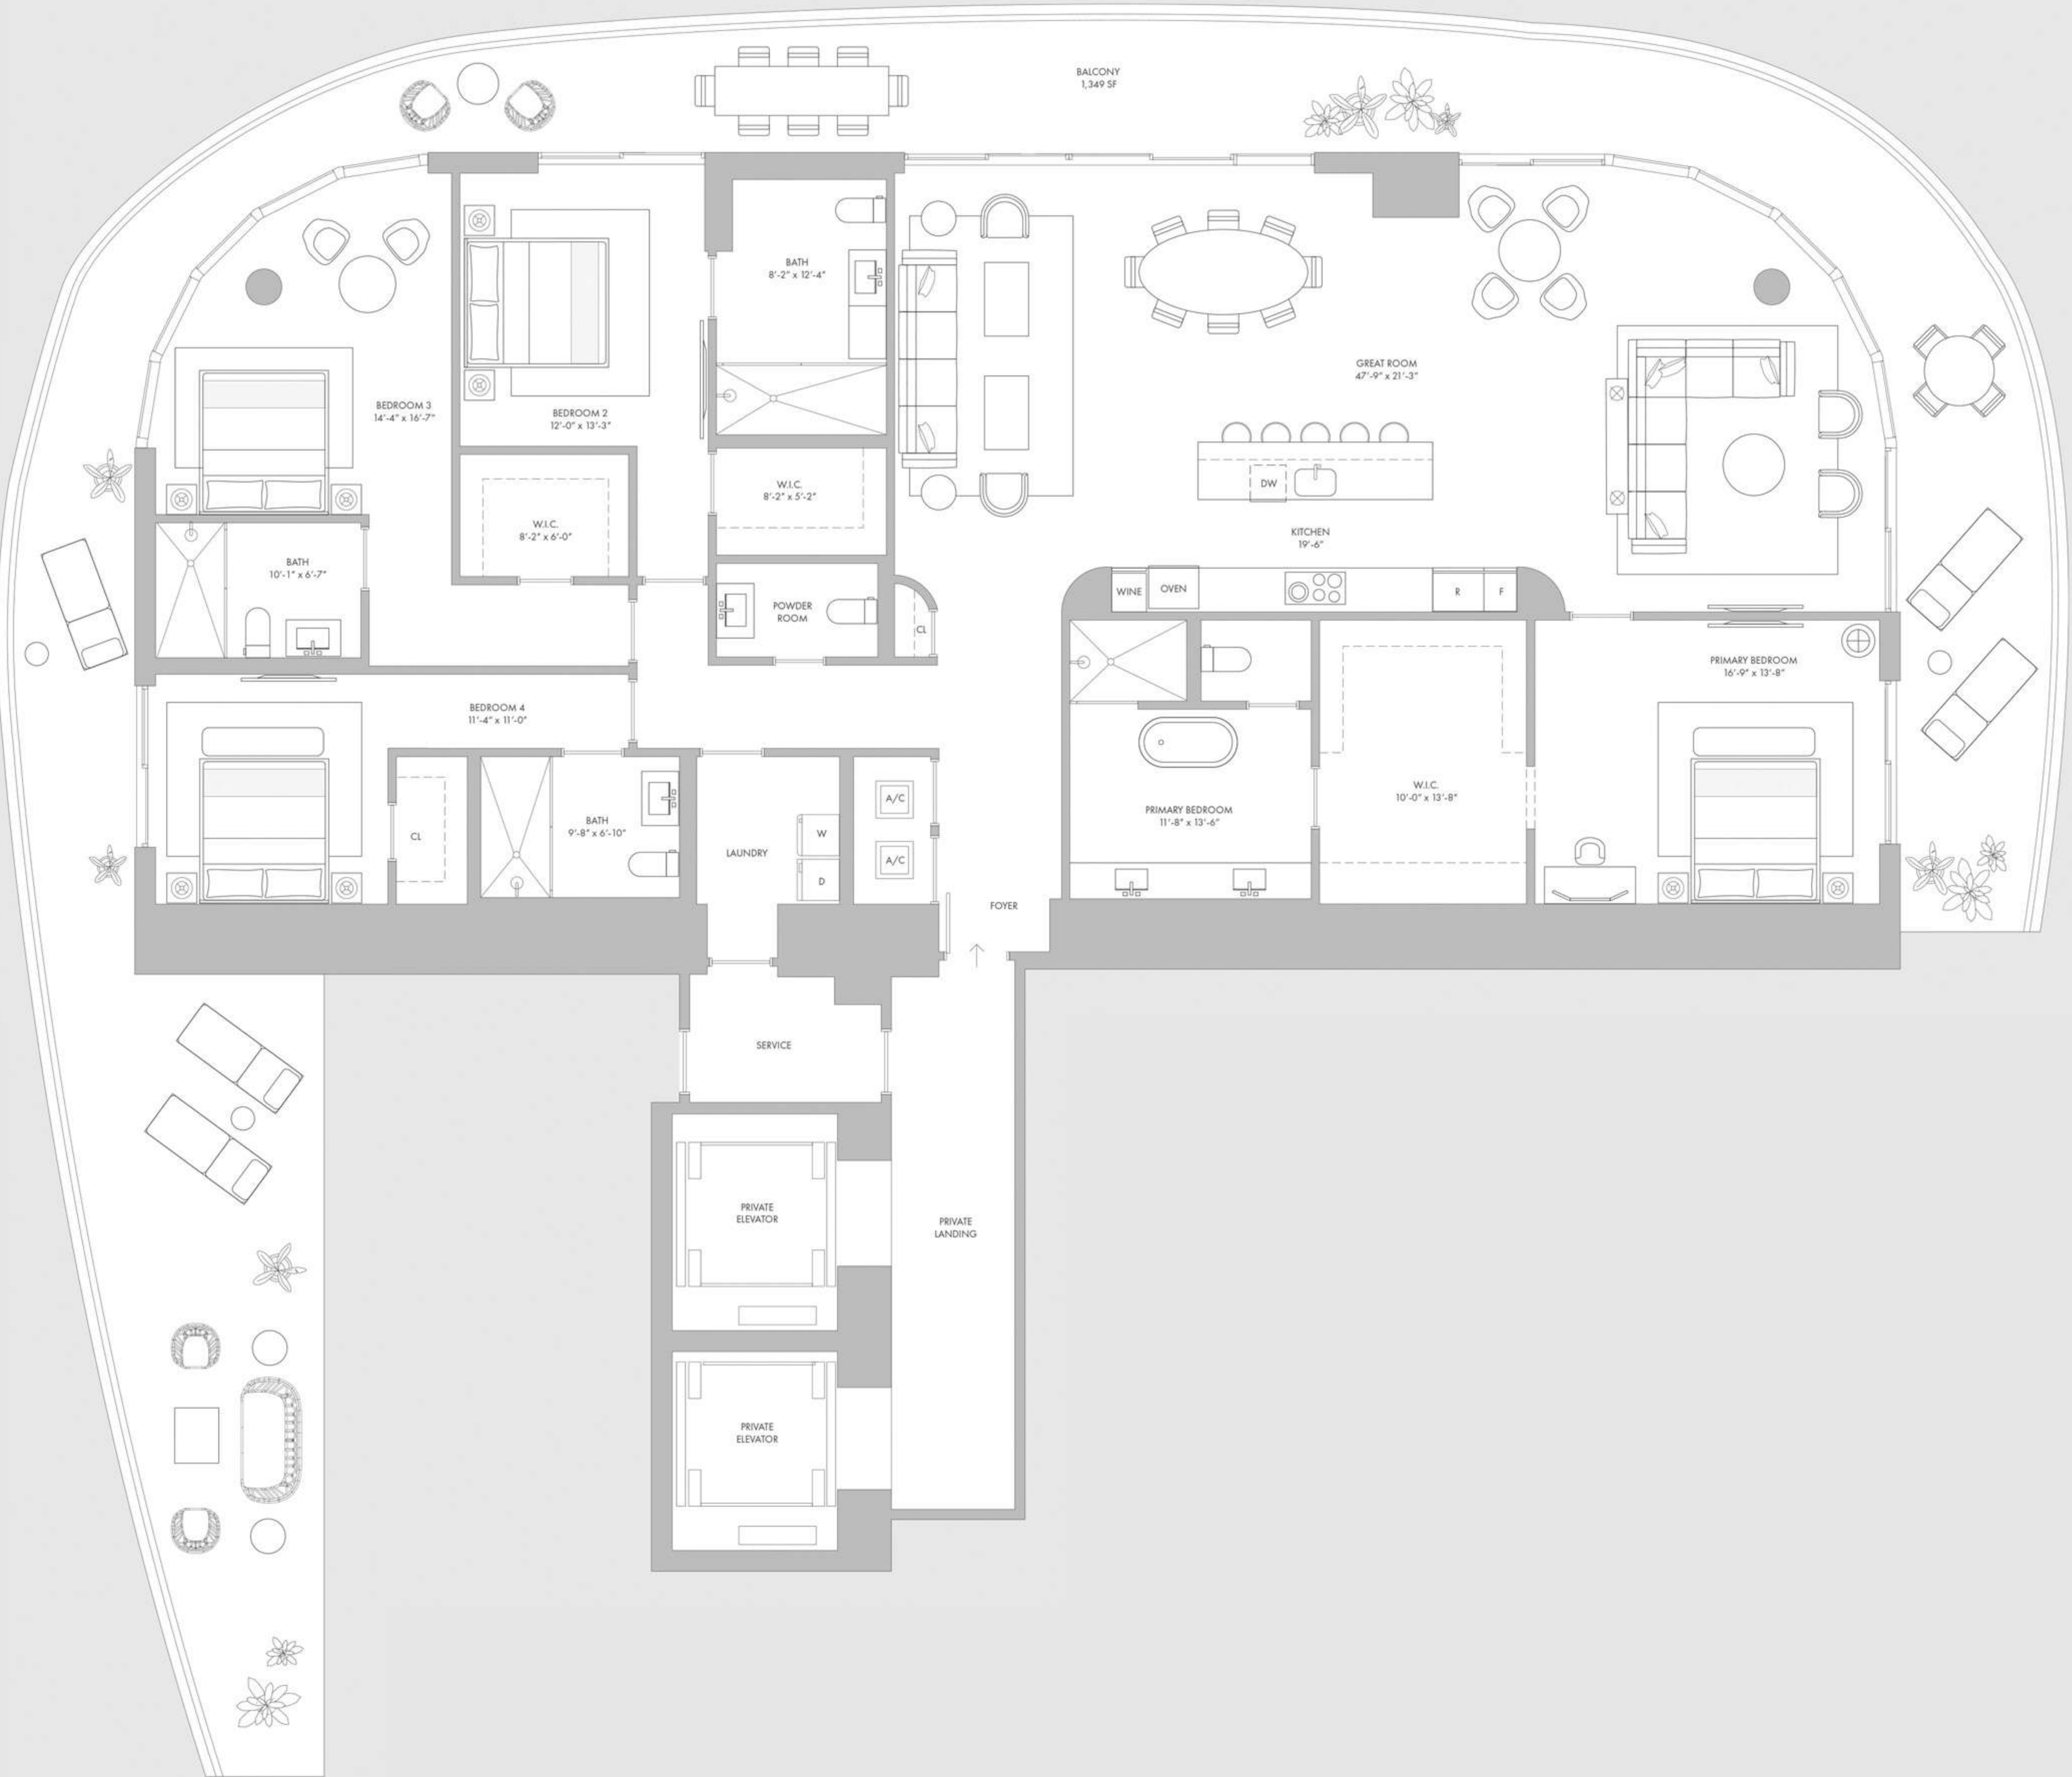 BALCONY
1,349 SF
BATH
8'-2" x 12'-4"
GREAT ROOM
47'-9" x 21'-3"
BEDROOM 3
14'-4" x 16'-7"
BEDROOM 2
12'-0" x 13'-3"
W.I.C.
8'-2" x 5'-2"
DW
W.I.C.
8'-2" x 6'-0"
KITCHEN
19'-6"
BATH
10'-1" x 6'-7"
WINE
OVEN
R
F
POWDER
ROOM
CL
PRIMARY BEDROOM
16'-9" x 13'-8"
BEDROOM 4
11'-4" x 11'-0"
W.I.C.
10'-0" x 13'-8"
A/C
PRIMARY BEDROOM
11'-8" x 13'-6"
BATH
9'-8" x 6'-10"
CL
W
LAUNDRY
A/C
D
FOYER
SERVICE
PRIVATE
ELEVATOR
PRIVATE
LANDING
PRIVATE
ELEVATOR